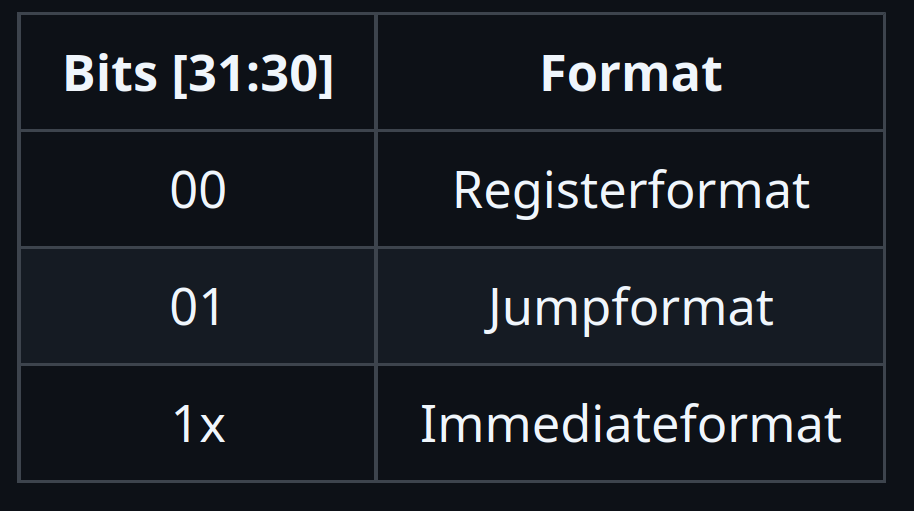 Bits [31:30] Format
00 Registerformat
01 Jumpformat
1x Immediateformat